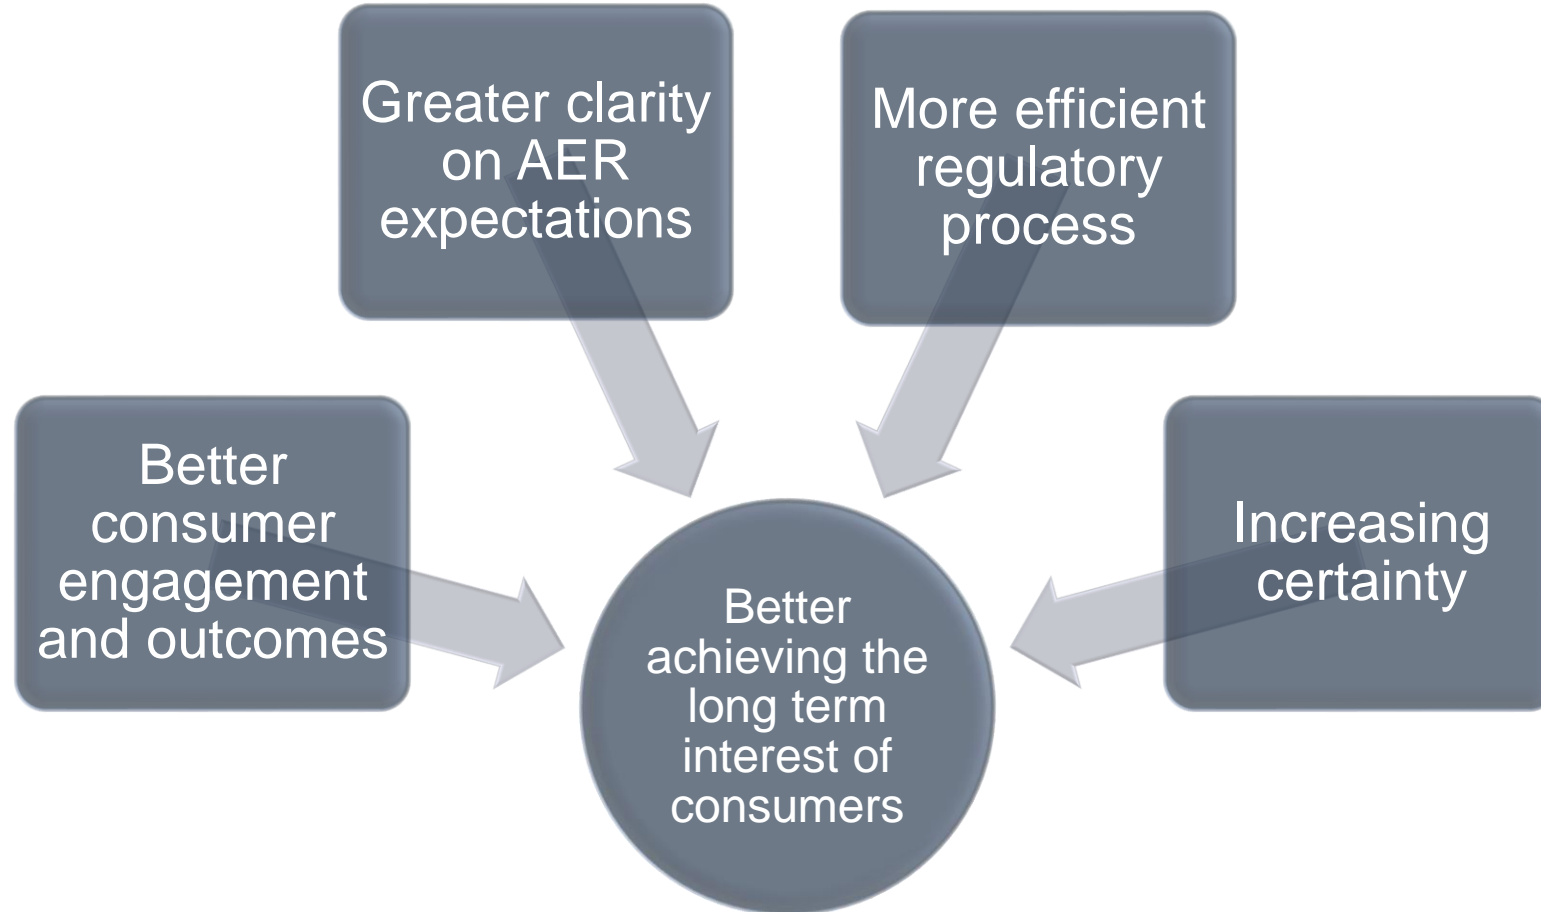 Greater clarity
on AER
expectations
More efficient
regulatory
process
Better
consumer
engagement
and outcomes
Increasing
certainty
Better
achieving the
long term
interest of
consumers